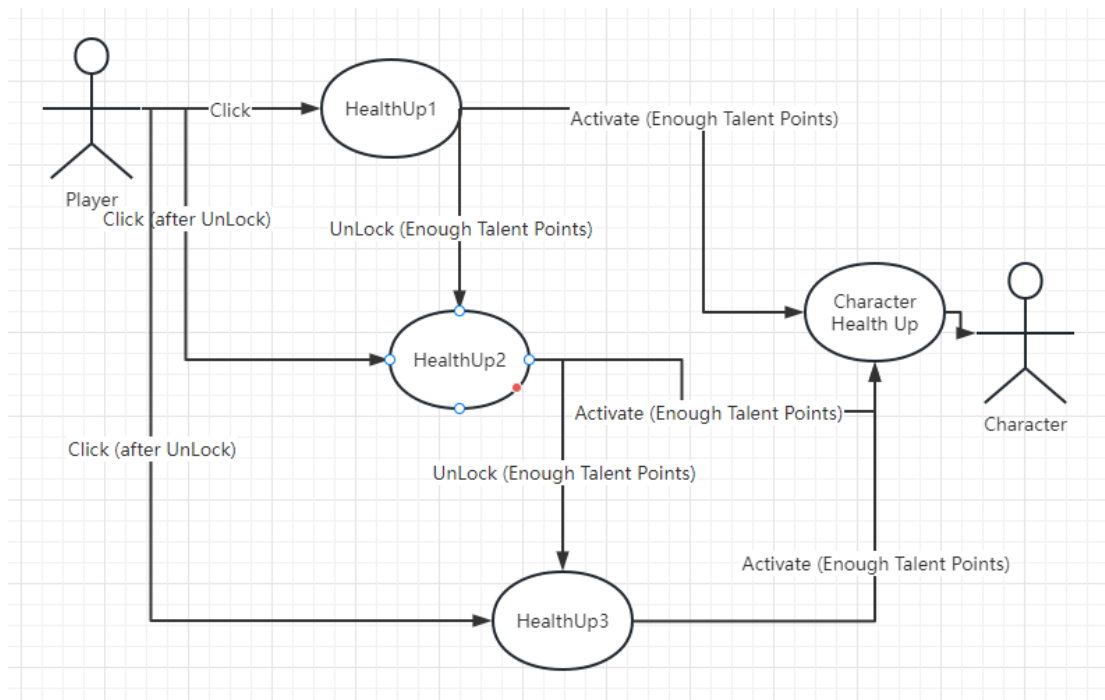 Click
HealthUp1
Activate (Enough Talent Points)
Player
Click (after UnLock)
UnLock (Enough Talent Points)
Character
Health Up
HealthUp2
Activate (Enough Talent Points)
Character
Click (after UnLock)
UnLock (Enough Talent Points)
Activate (Enough Talent Points)
HealthUp3